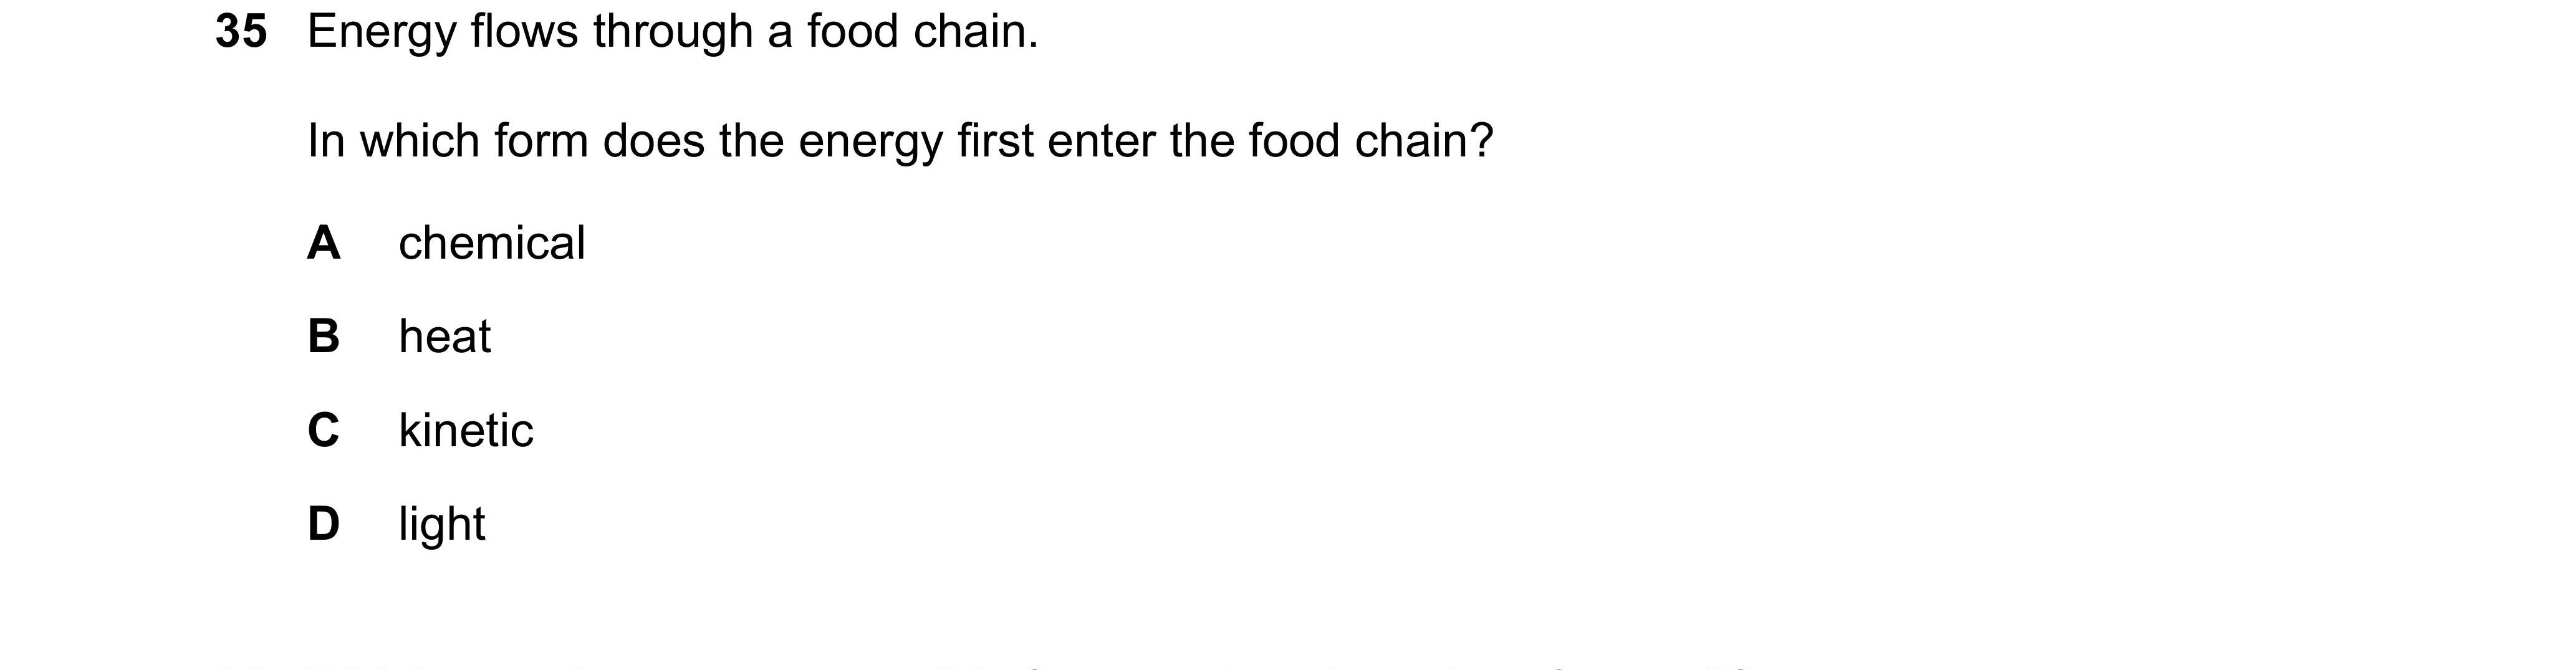 35 Energy flows through a food chain.
In which form does the energy first enter the food chain?
A chemical
B heat
C kinetic
D light